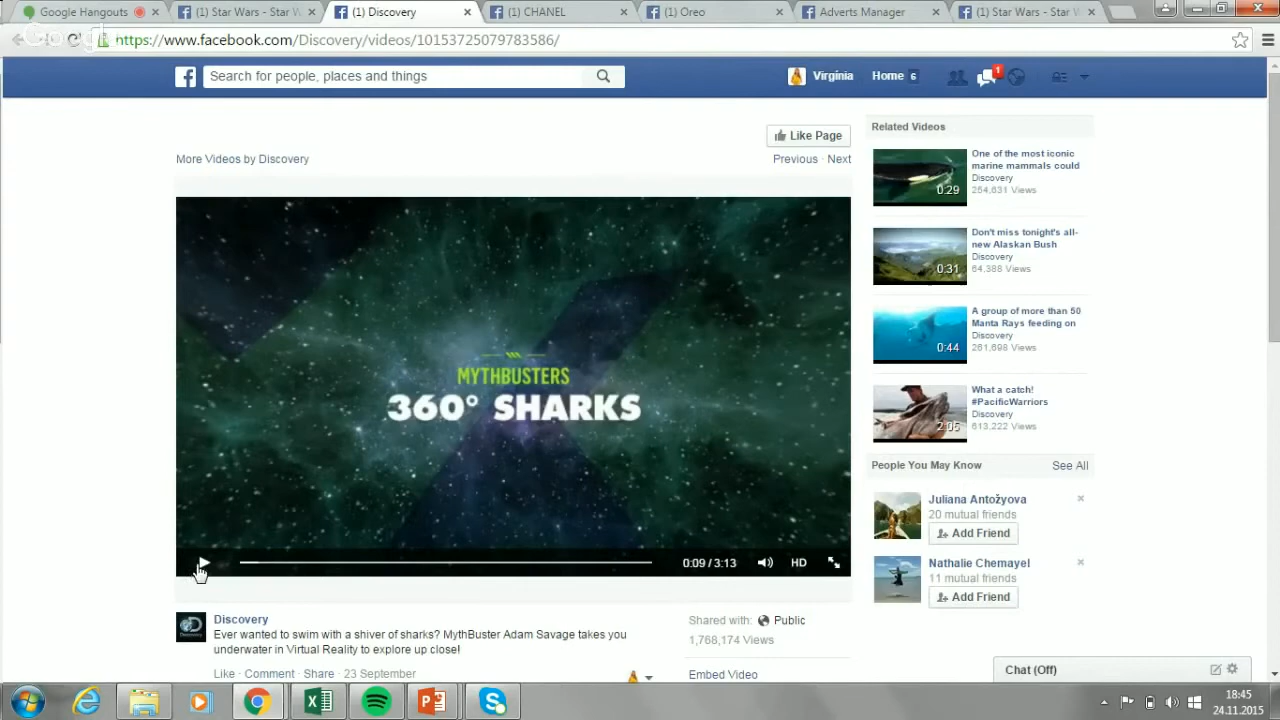 Google Hangouts
(1) Star Wars - Star W
(1) Discovery
(1) CHANEL
(1) Oreo
Adverts Manager
(1) Star Wars - Star W
https://www.facebook.com/Discovery/videos/10153725079783586/
Search for people, places and things
Virginia
Home 6
1
Like Page
More Videos by Discovery
Previous · Next
MYTHBUSTERS
360° SHARKS
0:09 / 3:13
HD
Discovery
Ever wanted to swim with a shiver of sharks? MythBuster Adam Savage takes you
underwater in Virtual Reality to explore up close!
Like · Comment · Share · 23 September
Shared with: Public
1,768,174 Views
Embed Video
Related Videos
0:29
One of the most iconic
marine mammals could
Discovery
264,631 Views
0:31
Don't miss tonight's all-
new Alaskan Bush
Discovery
64,388 Views
0:44
A group of more than 50
Manta Rays feeding on
Discovery
261,698 Views
2:05
What a catch!
#PacificWarriors
Discovery
613,222 Views
People You May Know
See All
Juliana Antožyova
20 mutual friends
Add Friend
Nathalie Chemayel
11 mutual friends
Add Friend
Chat (Off)
18:45
24.11.2015